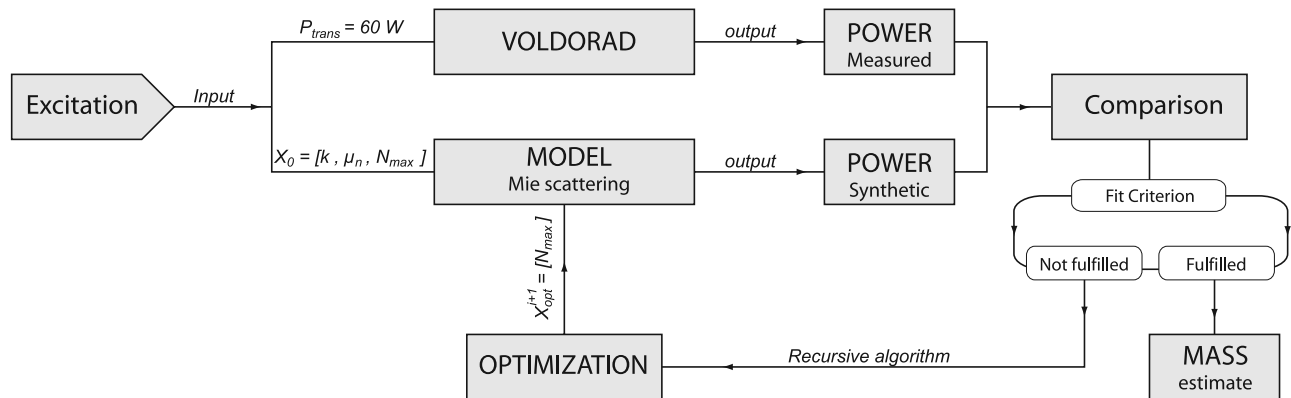 P_trans = 60 W
VOLDORAD
output
POWER
Measured
Excitation
Input
Comparison
X_0 = [k , μ_n , N_max ]
MODEL
Mie scattering
output
POWER
Synthetic
Fit Criterion
Not fulfilled
Fulfilled
X_opt^i+1 = [N_max]
OPTIMIZATION
Recursive algorithm
MASS
estimate